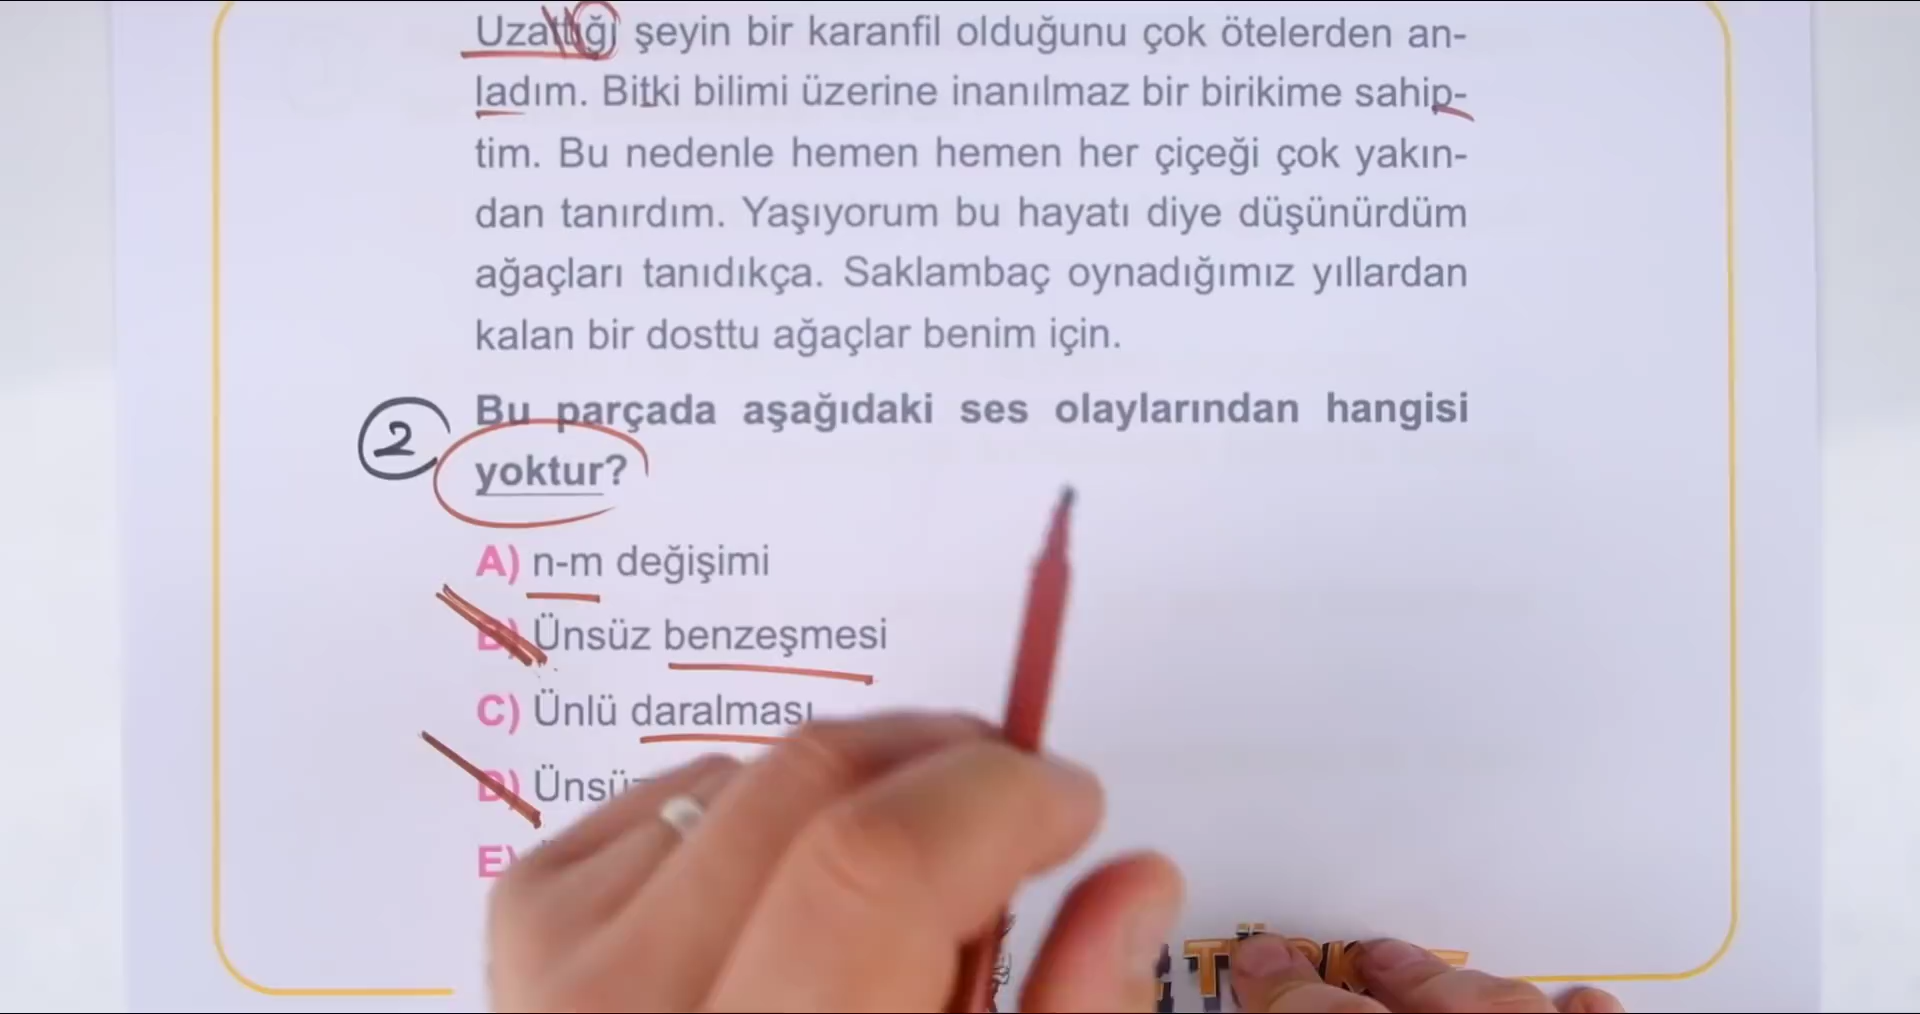 Uzattığı şeyin bir karanfil olduğunu çok ötelerden an-
ladım. Bitki bilimi üzerine inanılmaz bir birikime sahip-
tim. Bu nedenle hemen hemen her çiçeği çok yakın-
dan tanırdım. Yaşıyorum bu hayatı diye düşünürdüm
ağaçları tanıdıkça. Saklambaç oynadığımız yıllardan
kalan bir dosttu ağaçlar benim için.
2
Bu parçada aşağıdaki ses olaylarından hangisi
yoktur?
A) n-m değişimi
B) Ünsüz benzeşmesi
C) Ünlü daralması
D) Ünsüz
E)